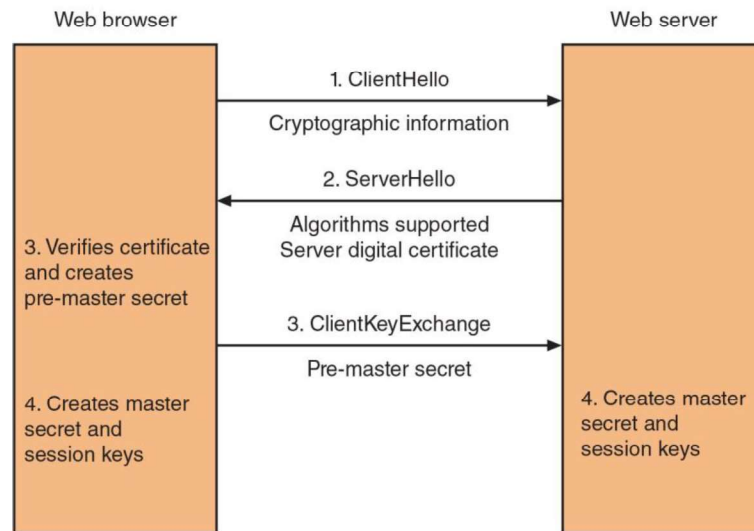 Web browser
Web server
1. ClientHello
Cryptographic information
2. ServerHello
Algorithms supported
Server digital certificate
3. Verifies certificate
and creates
pre-master secret
3. ClientKeyExchange
Pre-master secret
4. Creates master
secret and
session keys
4. Creates master
secret and
session keys